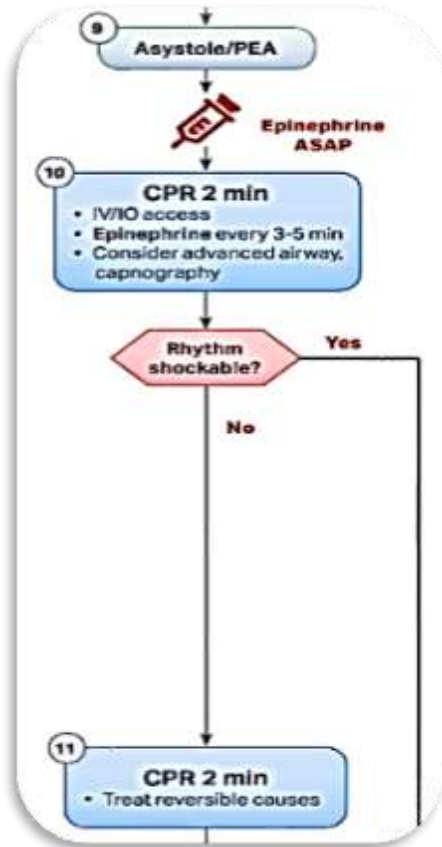 9
Asystole/PEA
Epinephrine
ASAP
10
CPR 2 min
• IV/IO access
• Epinephrine every 3-5 min
• Consider advanced airway,
capnography
Rhythm
shockable?
Yes
No
11
CPR 2 min
• Treat reversible causes